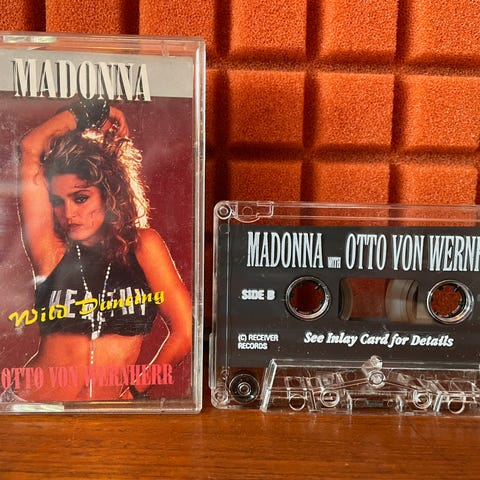 MADONNA
HEALTHY
Wild Dancing
OTTO VON WERNHERR
MADONNA WITH OTTO VON WERNH
SIDE B
(C) RECEIVER
RECORDS
See Inlay Card for Details